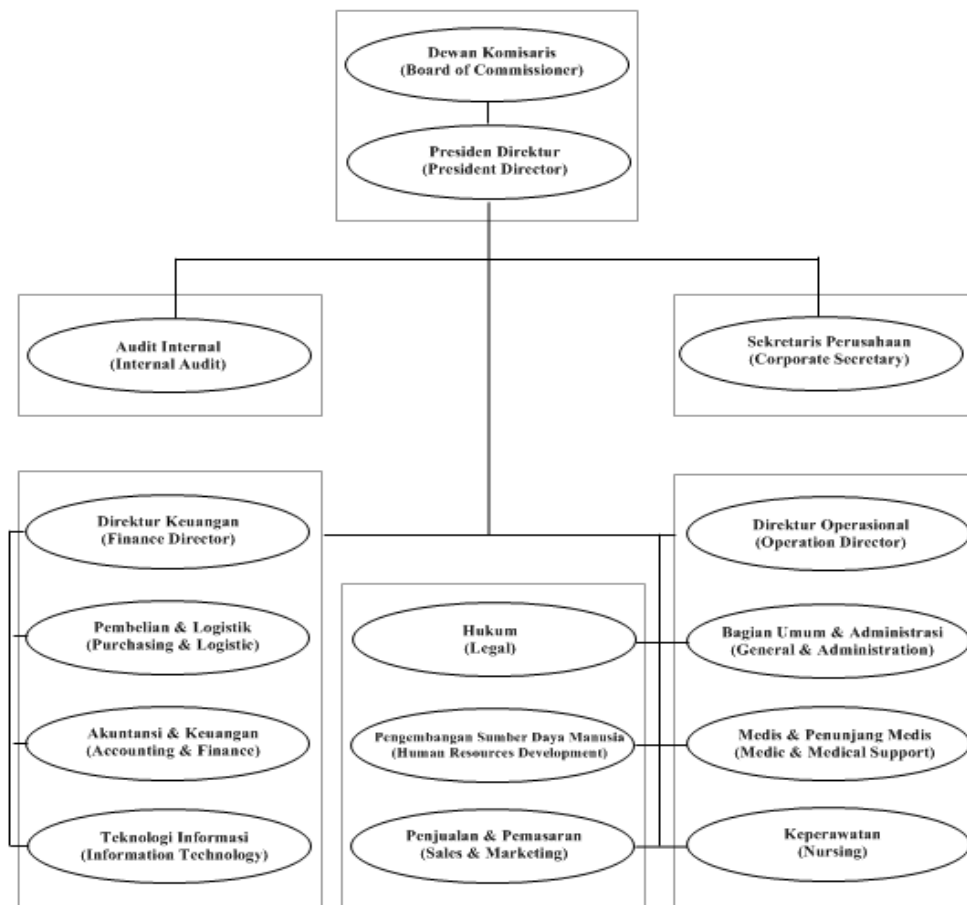 Dewan Komisaris
(Board of Commissioner)
Presiden Direktur
(President Director)
Audit Internal
(Internal Audit)
Sekretaris Perusahaan
(Corporate Secretary)
Direktur Keuangan
(Finance Director)
Pembelian & Logistik
(Purchasing & Logistic)
Akuntansi & Keuangan
(Accounting & Finance)
Teknologi Informasi
(Information Technology)
Hukum
(Legal)
Pengembangan Sumber Daya Manusia
(Human Resources Development)
Penjualan & Pemasaran
(Sales & Marketing)
Direktur Operasional
(Operation Director)
Bagian Umum & Administrasi
(General & Administration)
Medis & Penunjang Medis
(Medic & Medical Support)
Keperawatan
(Nursing)